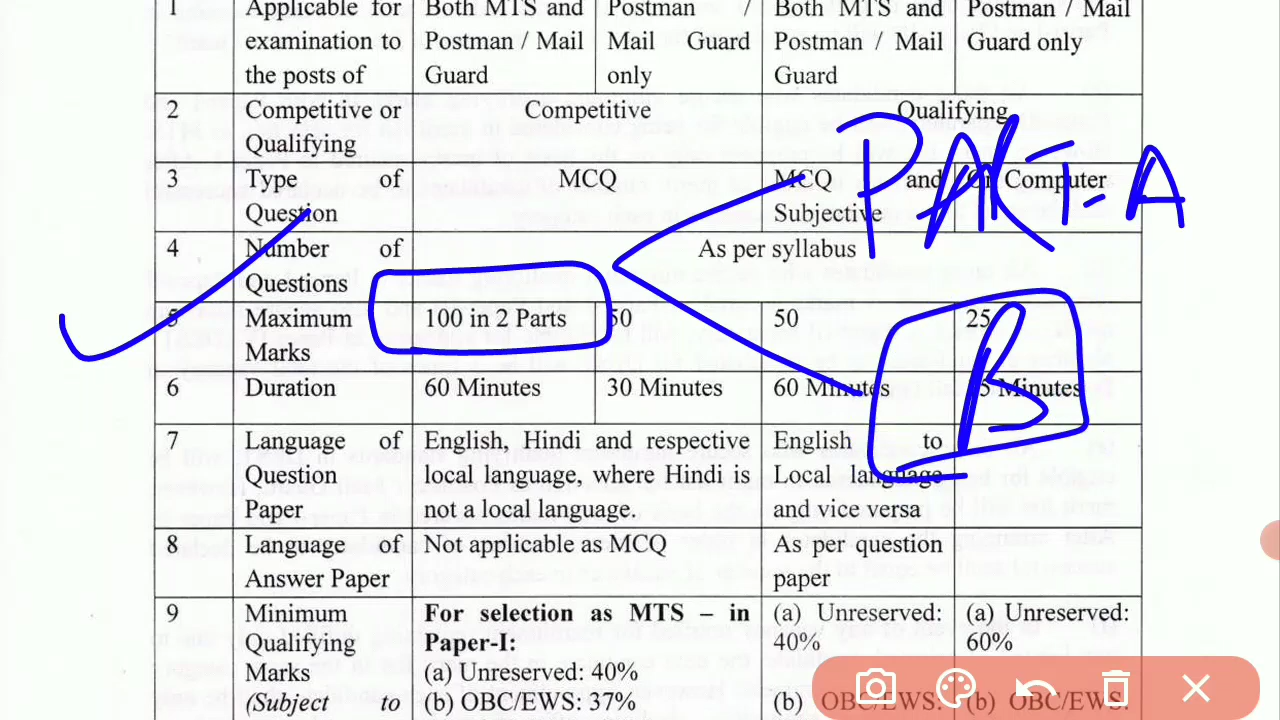 1 Applicable for Both MTS and Postman / Both MTS and Postman / Mail
examination to Postman / Mail Mail Guard Postman / Mail Guard only
the posts of Guard only Guard
2 Competitive of Competitive Qualifying
Qualifying
3 Type of MCQ MCQ and On Computer
Question Subjective
PART-A
4 Number of As per syllabus
Questions
5 Maximum 100 in 2 Parts 50 50 25
Marks
B
6 Duration 60 Minutes 30 Minutes 60 Minutes Minutes
7 Language of English, Hindi and respective English to
Question local language, where Hindi is Local language
Paper not a local language. and vice versa
8 Language of Not applicable as MCQ As per question
Answer Paper paper
9 Minimum For selection as MTS – in (a) Unreserved: (a) Unreserved:
Qualifying Paper-I: 40% 60%
Marks (a) Unreserved: 40%
(Subject to (b) OBC/EWS: 37% (b) OBC/EWS: (b) OBC/EWS: